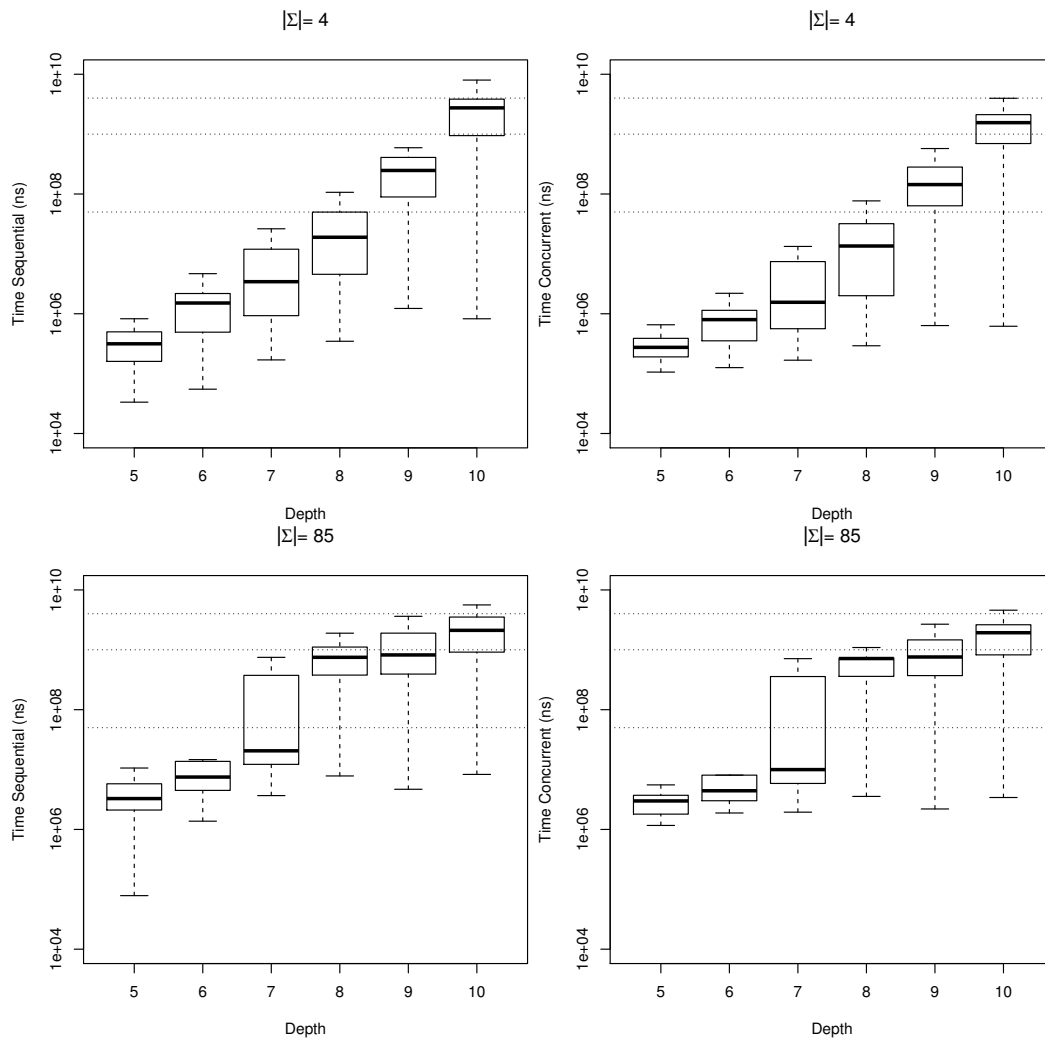 |Σ|= 4
Time Sequential (ns)
1e+10
1e+08
1e+06
1e+04
5 6 7 8 9 10
Depth
|Σ|= 4
Time Concurrent (ns)
1e+10
1e+08
1e+06
1e+04
5 6 7 8 9 10
Depth
|Σ|= 85
Time Sequential (ns)
1e+10
1e+08
1e+06
1e+04
5 6 7 8 9 10
Depth
|Σ|= 85
Time Concurrent (ns)
1e+10
1e+08
1e+06
1e+04
5 6 7 8 9 10
Depth